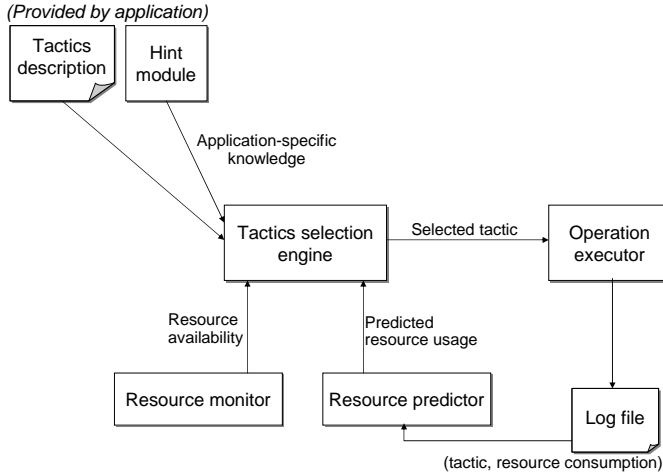 (Provided by application)
Tactics
description
Hint
module
Application-specific
knowledge
Tactics selection
engine
Selected tactic
Operation
executor
Resource
availability
Predicted
resource usage
Resource monitor
Resource predictor
Log file
(tactic, resource consumption)